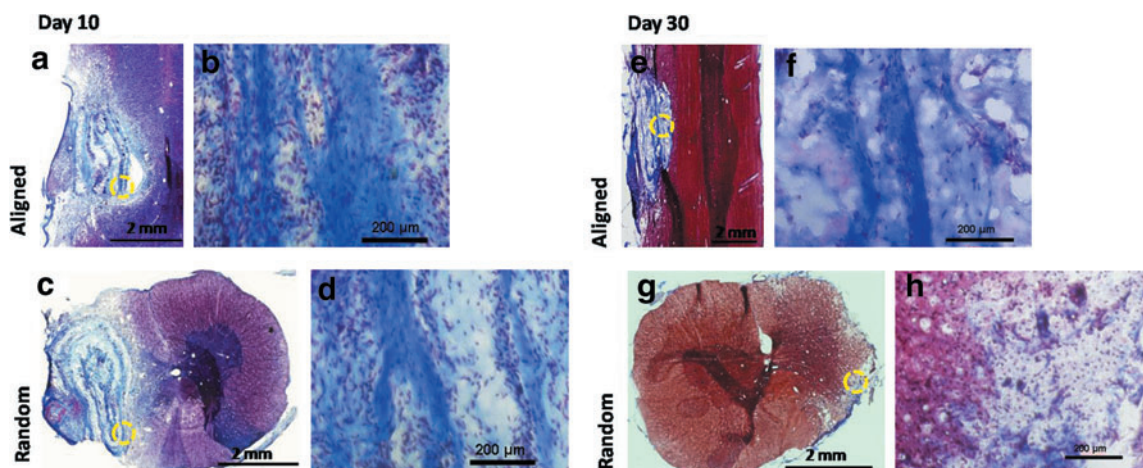 Day 10
Day 30
a
b
e
f
Aligned
2 mm
200 µm
Aligned
2 mm
200 µm
c
d
g
h
Random
2 mm
200 µm
Random
2 mm
200 µm